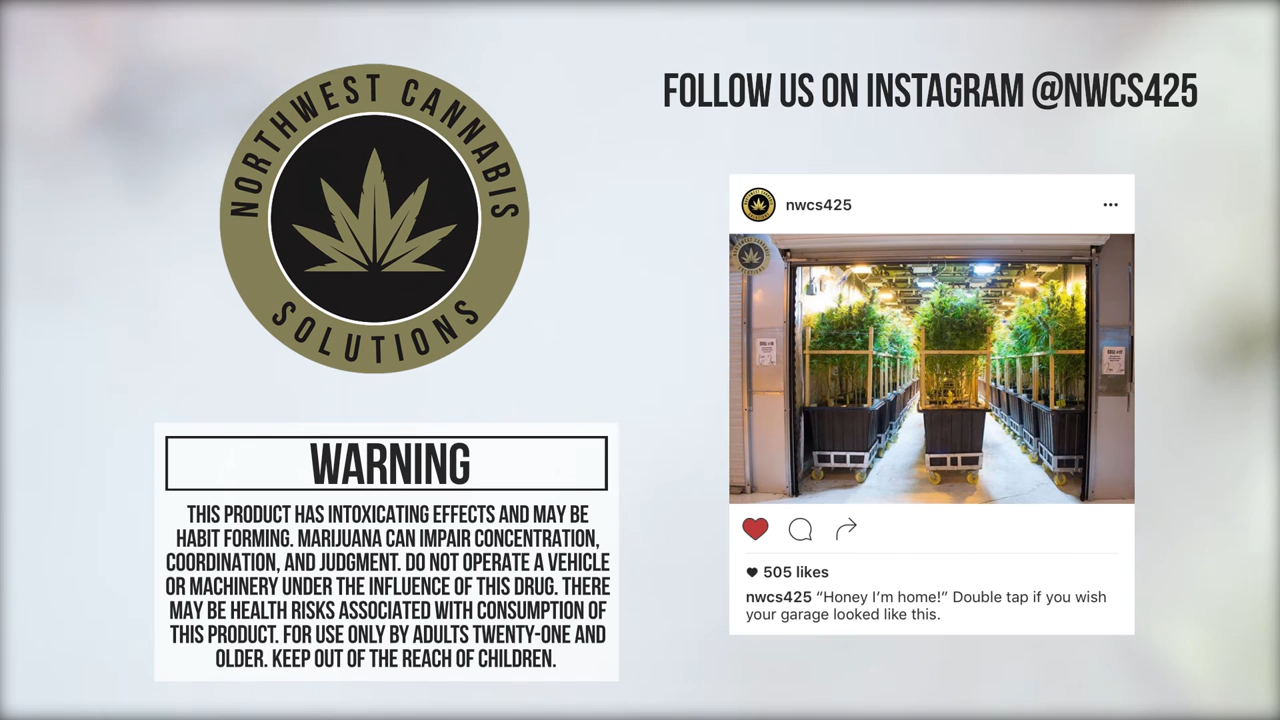 NORTHWEST CANNABIS
SOLUTIONS
WARNING
THIS PRODUCT HAS INTOXICATING EFFECTS AND MAY BE
HABIT FORMING. MARIJUANA CAN IMPAIR CONCENTRATION,
COORDINATION, AND JUDGMENT. DO NOT OPERATE A VEHICLE
OR MACHINERY UNDER THE INFLUENCE OF THIS DRUG. THERE
MAY BE HEALTH RISKS ASSOCIATED WITH CONSUMPTION OF
THIS PRODUCT. FOR USE ONLY BY ADULTS TWENTY-ONE AND
OLDER. KEEP OUT OF THE REACH OF CHILDREN.
FOLLOW US ON INSTAGRAM @NWCS425
nwcs425
NORTHWEST CANNABIS
SOLUTIONS
505 likes
nwcs425 “Honey I’m home!” Double tap if you wish
your garage looked like this.